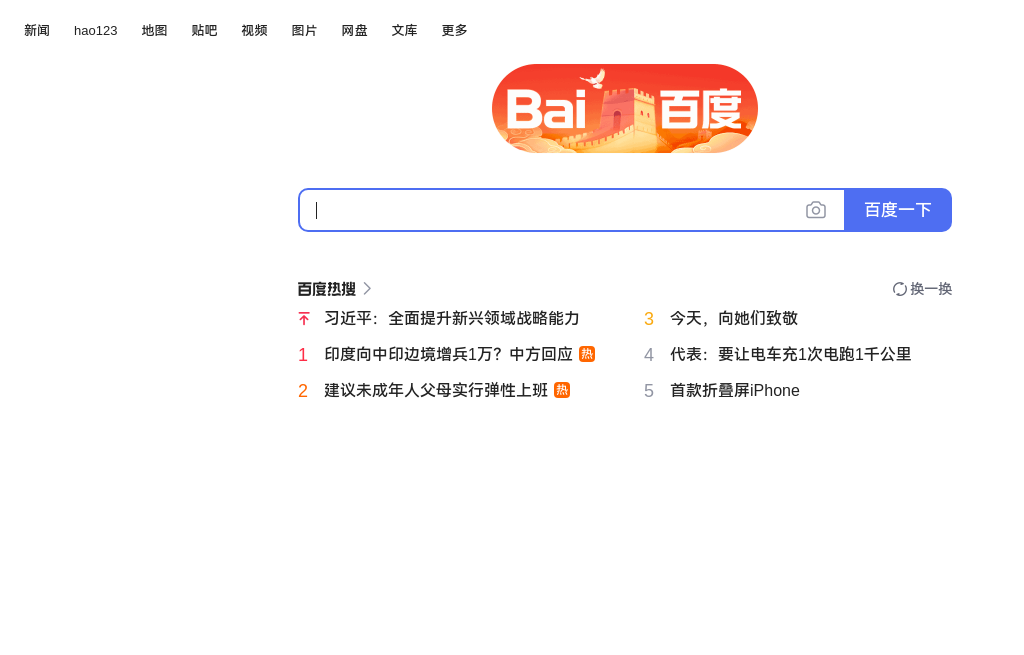 新闻 hao123 地图 贴吧 视频 图片 网盘 文库 更多
Bai 百度
百度一下
百度热搜 换一换
习近平：全面提升新兴领域战略能力
1 印度向中印边境增兵1万？中方回应 热
2 建议未成年人父母实行弹性上班 热
3 今天，向她们致敬
4 代表：要让电车充1次电跑1千公里
5 首款折叠屏iPhone